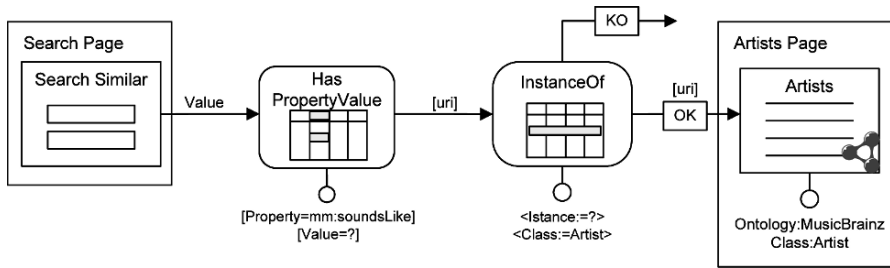 Search Page
Search Similar
Value
Has
PropertyValue
[Property=mm:soundsLike]
[Value=?]
[uri]
InstanceOf
<Istance:=?>
<Class:=Artist>
KO
[uri]
OK
Artists Page
Artists
Ontology:MusicBrainz
Class:Artist